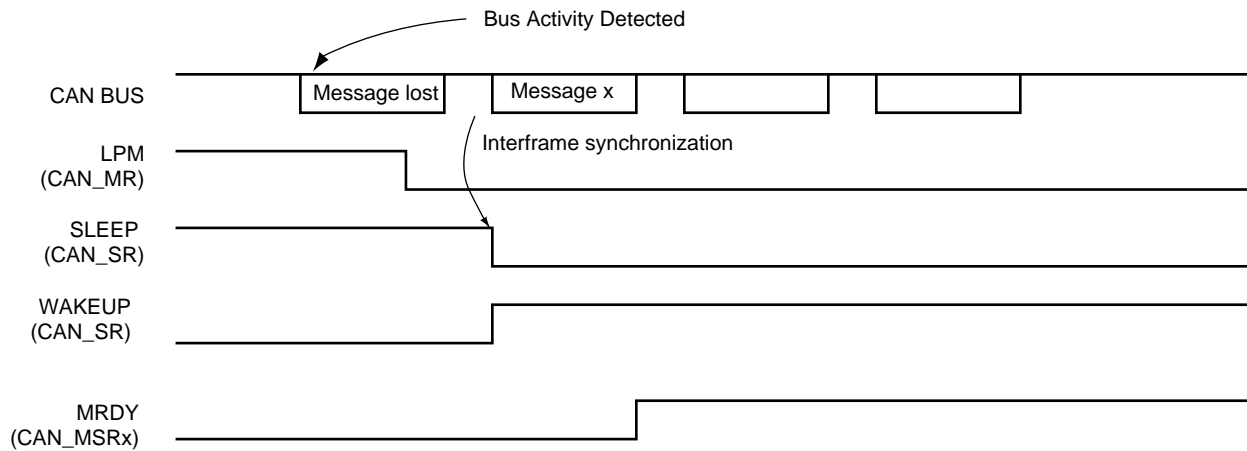 Bus Activity Detected
CAN BUS
Message lost
Message x
Interframe synchronization
LPM
(CAN_MR)
SLEEP
(CAN_SR)
WAKEUP
(CAN_SR)
MRDY
(CAN_MSRx)